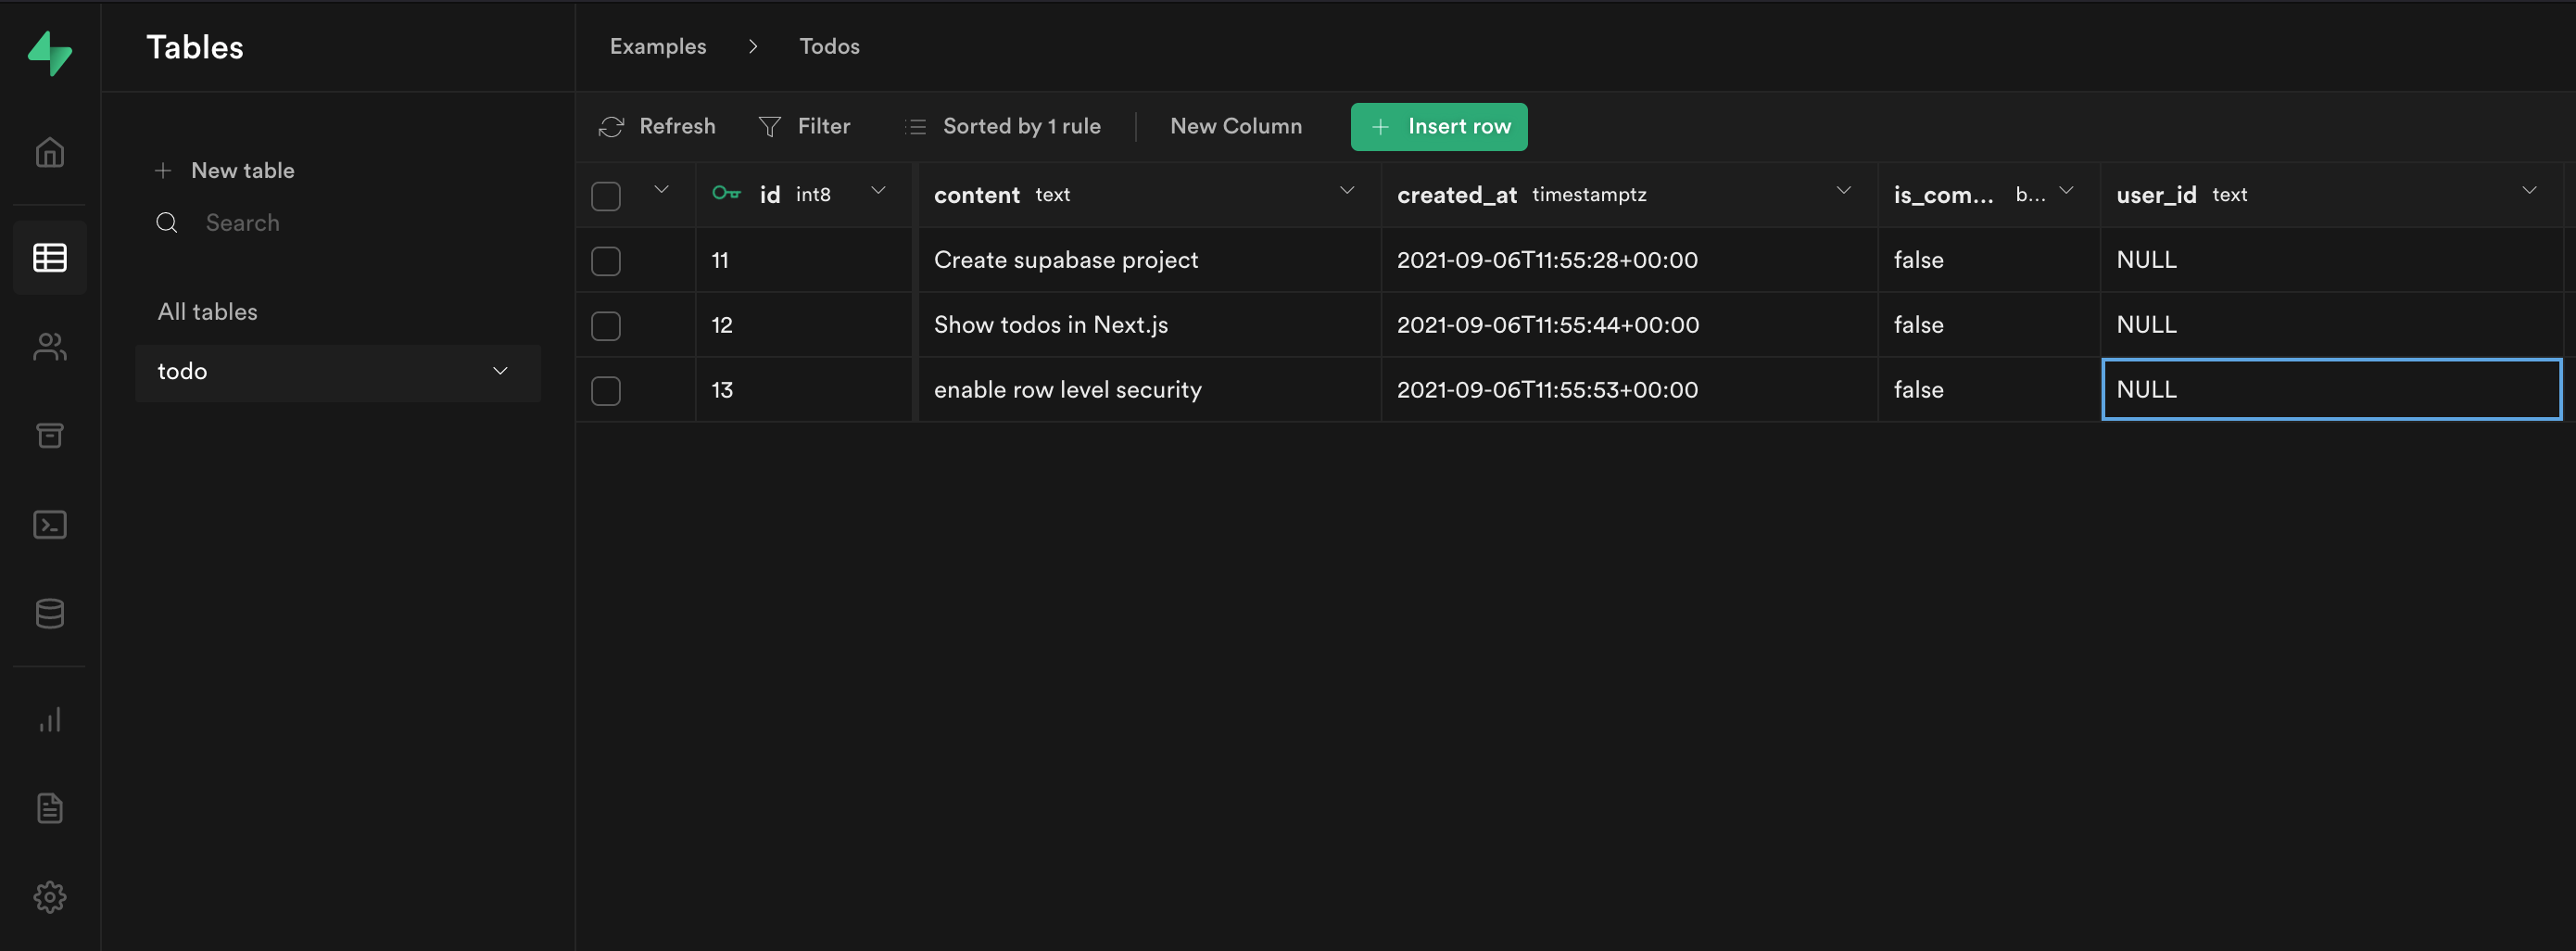 Tables
Examples > Todos
Refresh Filter Sorted by 1 rule New Column + Insert row
+ New table
Search
All tables
todo
id int8 content text created_at timestamptz is_com... b... user_id text
11 Create supabase project 2021-09-06T11:55:28+00:00 false NULL
12 Show todos in Next.js 2021-09-06T11:55:44+00:00 false NULL
13 enable row level security 2021-09-06T11:55:53+00:00 false NULL